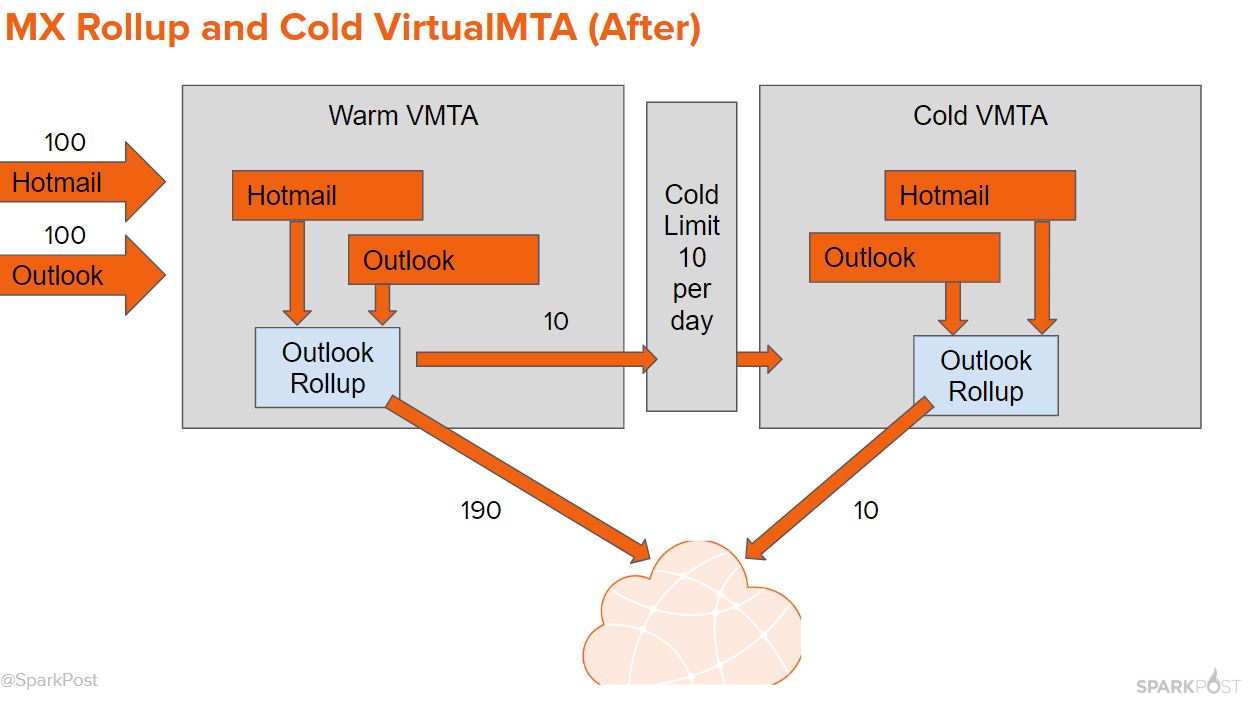 MX Rollup and Cold VirtualMTA (After)
100
Hotmail
100
Outlook
Warm VMTA
Hotmail
Outlook
Outlook
Rollup
10
190
Cold
Limit
10
per
day
Cold VMTA
Hotmail
Outlook
Outlook
Rollup
10
@SparkPost
SPARKPOST